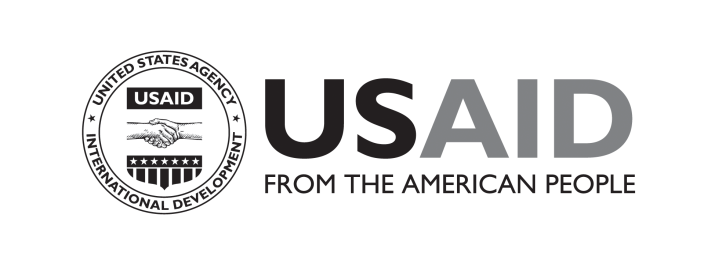 UNITED STATES AGENCY
USAID
INTERNATIONAL DEVELOPMENT
USAID
FROM THE AMERICAN PEOPLE